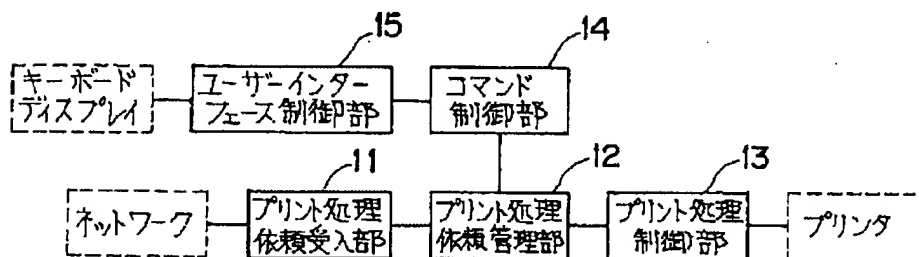 15
14
キーボード
ディスプレイ
ユーザーインター
フェース制御部
コマンド
制御部
11
12
13
ネットワーク
プリント処理
依頼受入部
プリント処理
依頼管理部
プリント処理
制御部
プリンタ